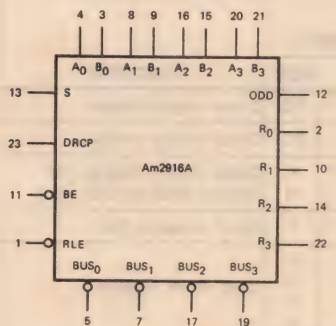 4 3 8 9 16 15 20 21
A0 B0 A1 B1 A2 B2 A3 B3
13 S ODD 12
R0 2
23 DRCP
Am2916A R1 10
11 BE R2 14
1 RLE R3 22
BUS0 BUS1 BUS2 BUS3
5 7 17 19